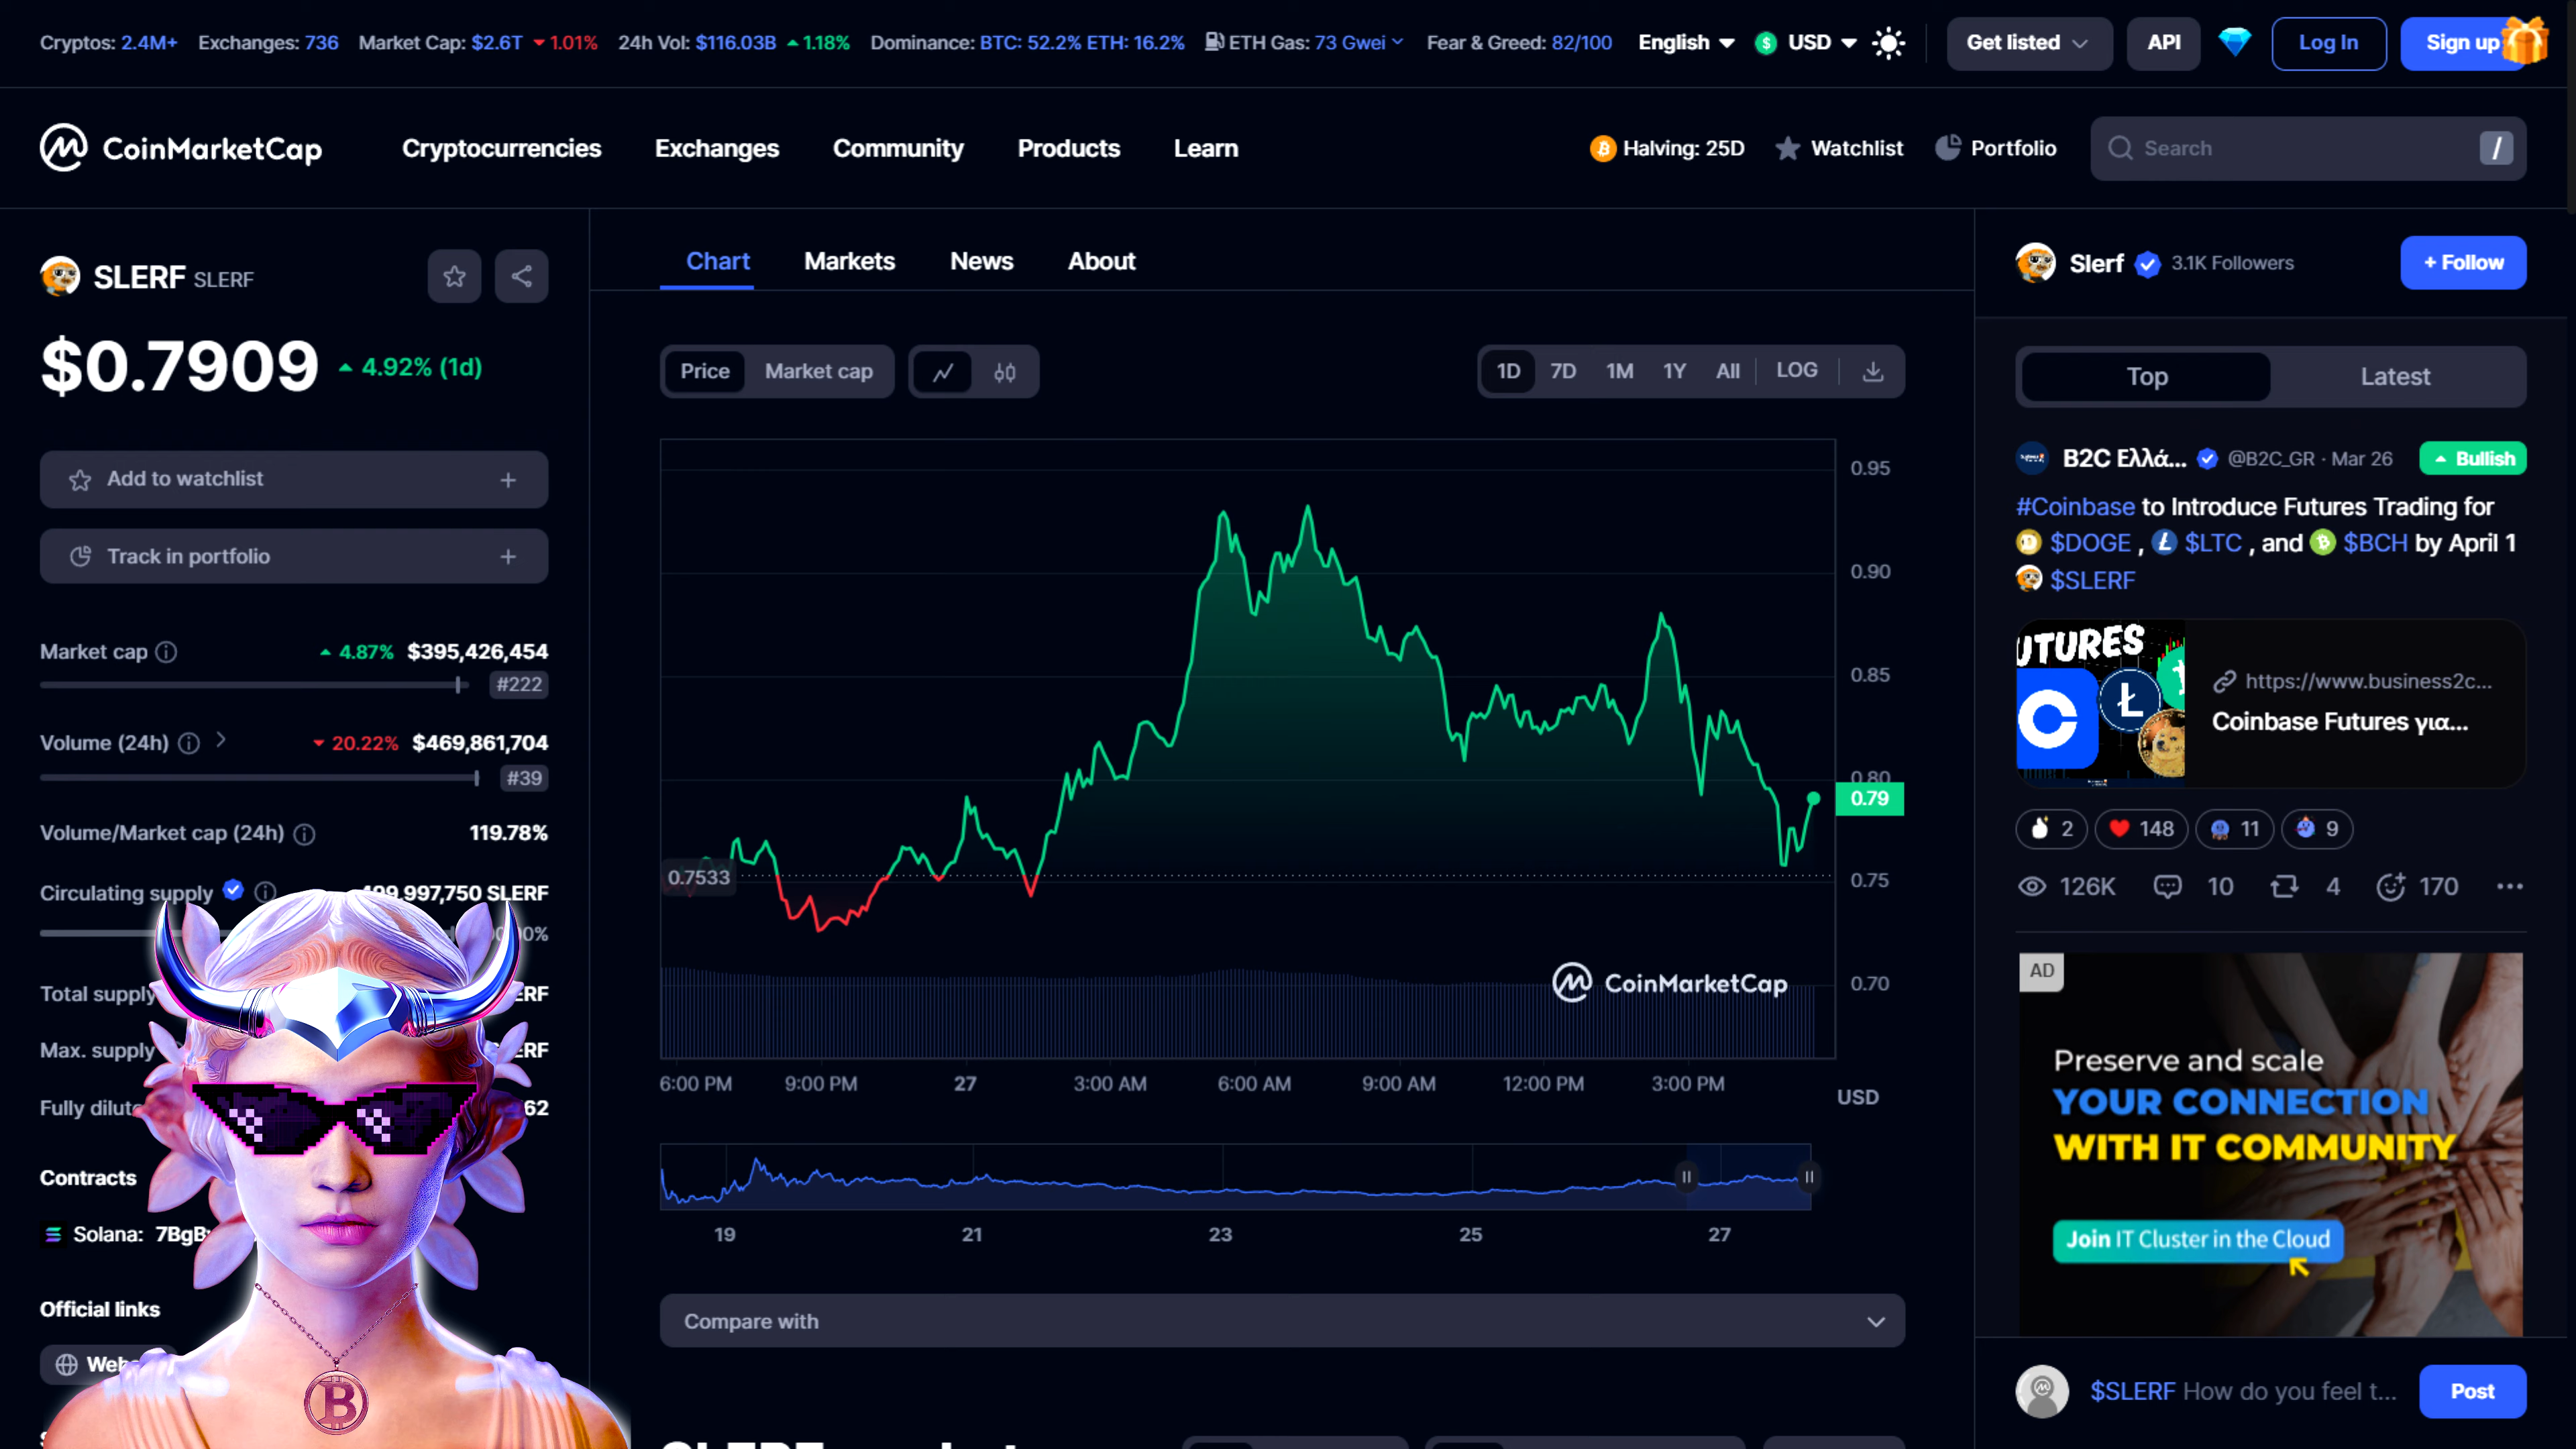 Cryptos: 2.4M+ Exchanges: 736 Market Cap: $2.6T 1.01% 24h Vol: $116.03B 1.18% Dominance: BTC: 52.2% ETH: 16.2% ETH Gas: 73 Gwei Fear & Greed: 82/100 English USD Get listed API Log In Sign up
CoinMarketCap Cryptocurrencies Exchanges Community Products Learn Halving: 25D Watchlist Portfolio Search /
SLERF SLERF
$0.7909 4.92% (1d)
Add to watchlist +
Track in portfolio +
Market cap 4.87% $395,426,454
#222
Volume (24h) 20.22% $469,861,704
#39
Volume/Market cap (24h) 119.78%
Circulating supply 499,997,750 SLERF
Total supply
Max. supply
62
Contracts
Solana:
Official links
Chart Markets News About
Price Market cap
1D 7D 1M 1Y All LOG
0.95
0.90
0.85
0.80
0.79
0.75
0.70
0.7533
CoinMarketCap
6:00 PM 9:00 PM 27 3:00 AM 6:00 AM 9:00 AM 12:00 PM 3:00 PM
USD
19 21 23 25 27
Compare with
Slerf 3.1K Followers + Follow
Top Latest
B2C Ελλά... @B2C_GR · Mar 26 Bullish
#Coinbase to Introduce Futures Trading for
$DOGE , $LTC , and $BCH by April 1
$SLERF
UTURES
https://www.business2c...
Coinbase Futures για...
2 148 11 9
126K 10 4 170
AD
Preserve and scale
YOUR CONNECTION
WITH IT COMMUNITY
Join IT Cluster in the Cloud
$SLERF How do you feel t... Post